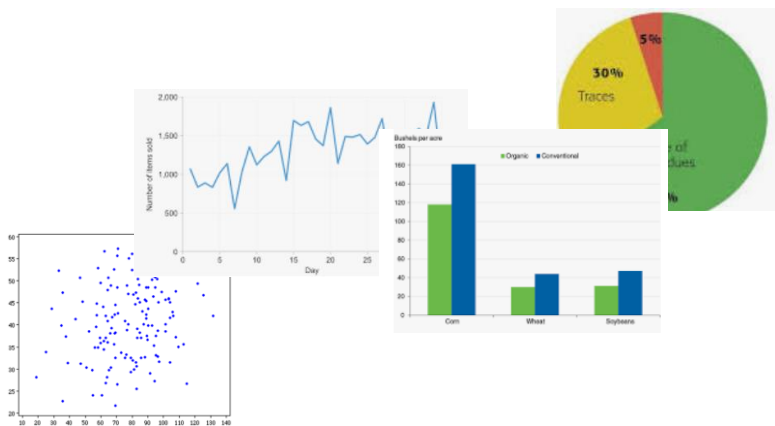 5%
30%
Traces
e of
dues
%
2,000
1,500
1,000
500
0
Number of items sold
0 5 10 15 20 25
Day
Bushels per acre
Organic Conventional
180
160
140
120
100
80
60
40
20
0
Corn Wheat Soybeans
60
55
50
45
40
35
30
25
20
10 20 30 40 50 60 70 80 90 100 110 120 130 140